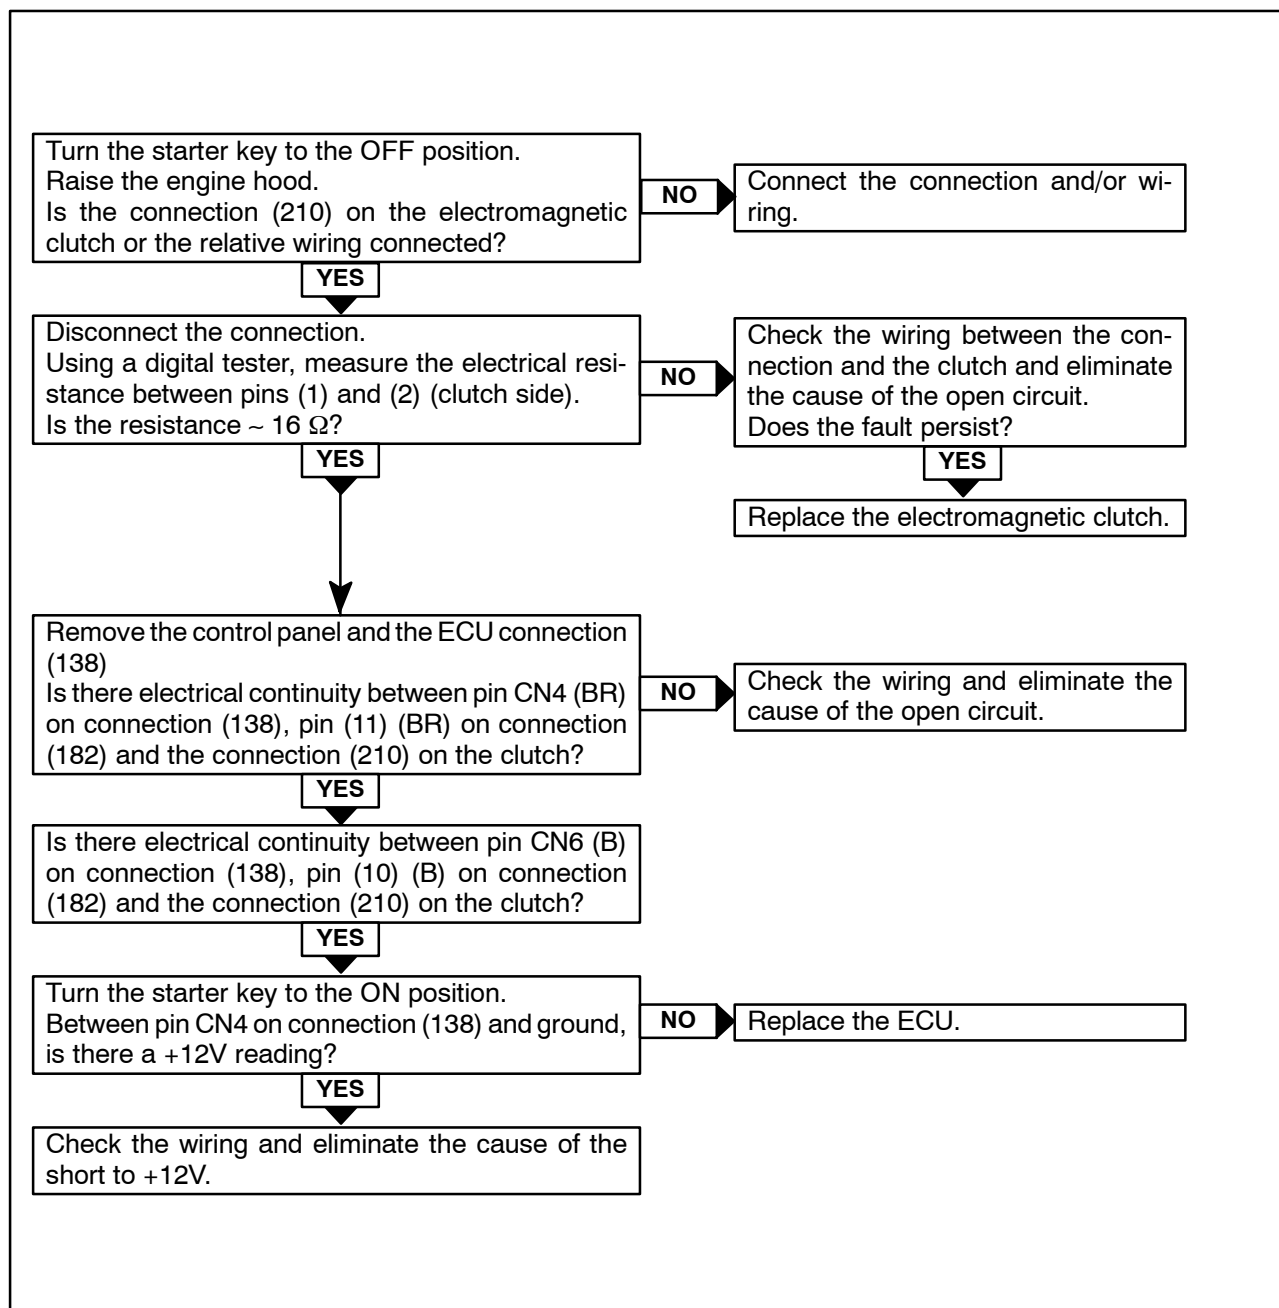 Turn the starter key to the OFF position.
Raise the engine hood.
Is the connection (210) on the electromagnetic
clutch or the relative wiring connected?
NO
Connect the connection and/or wi-
ring.
YES
Disconnect the connection.
Using a digital tester, measure the electrical resi-
stance between pins (1) and (2) (clutch side).
Is the resistance ~ 16 Ω?
NO
Check the wiring between the con-
nection and the clutch and eliminate
the cause of the open circuit.
Does the fault persist?
YES
YES
Replace the electromagnetic clutch.
Remove the control panel and the ECU connection
(138)
Is there electrical continuity between pin CN4 (BR)
on connection (138), pin (11) (BR) on connection
(182) and the connection (210) on the clutch?
NO
Check the wiring and eliminate the
cause of the open circuit.
YES
Is there electrical continuity between pin CN6 (B)
on connection (138), pin (10) (B) on connection
(182) and the connection (210) on the clutch?
YES
Turn the starter key to the ON position.
Between pin CN4 on connection (138) and ground,
is there a +12V reading?
NO
Replace the ECU.
YES
Check the wiring and eliminate the cause of the
short to +12V.